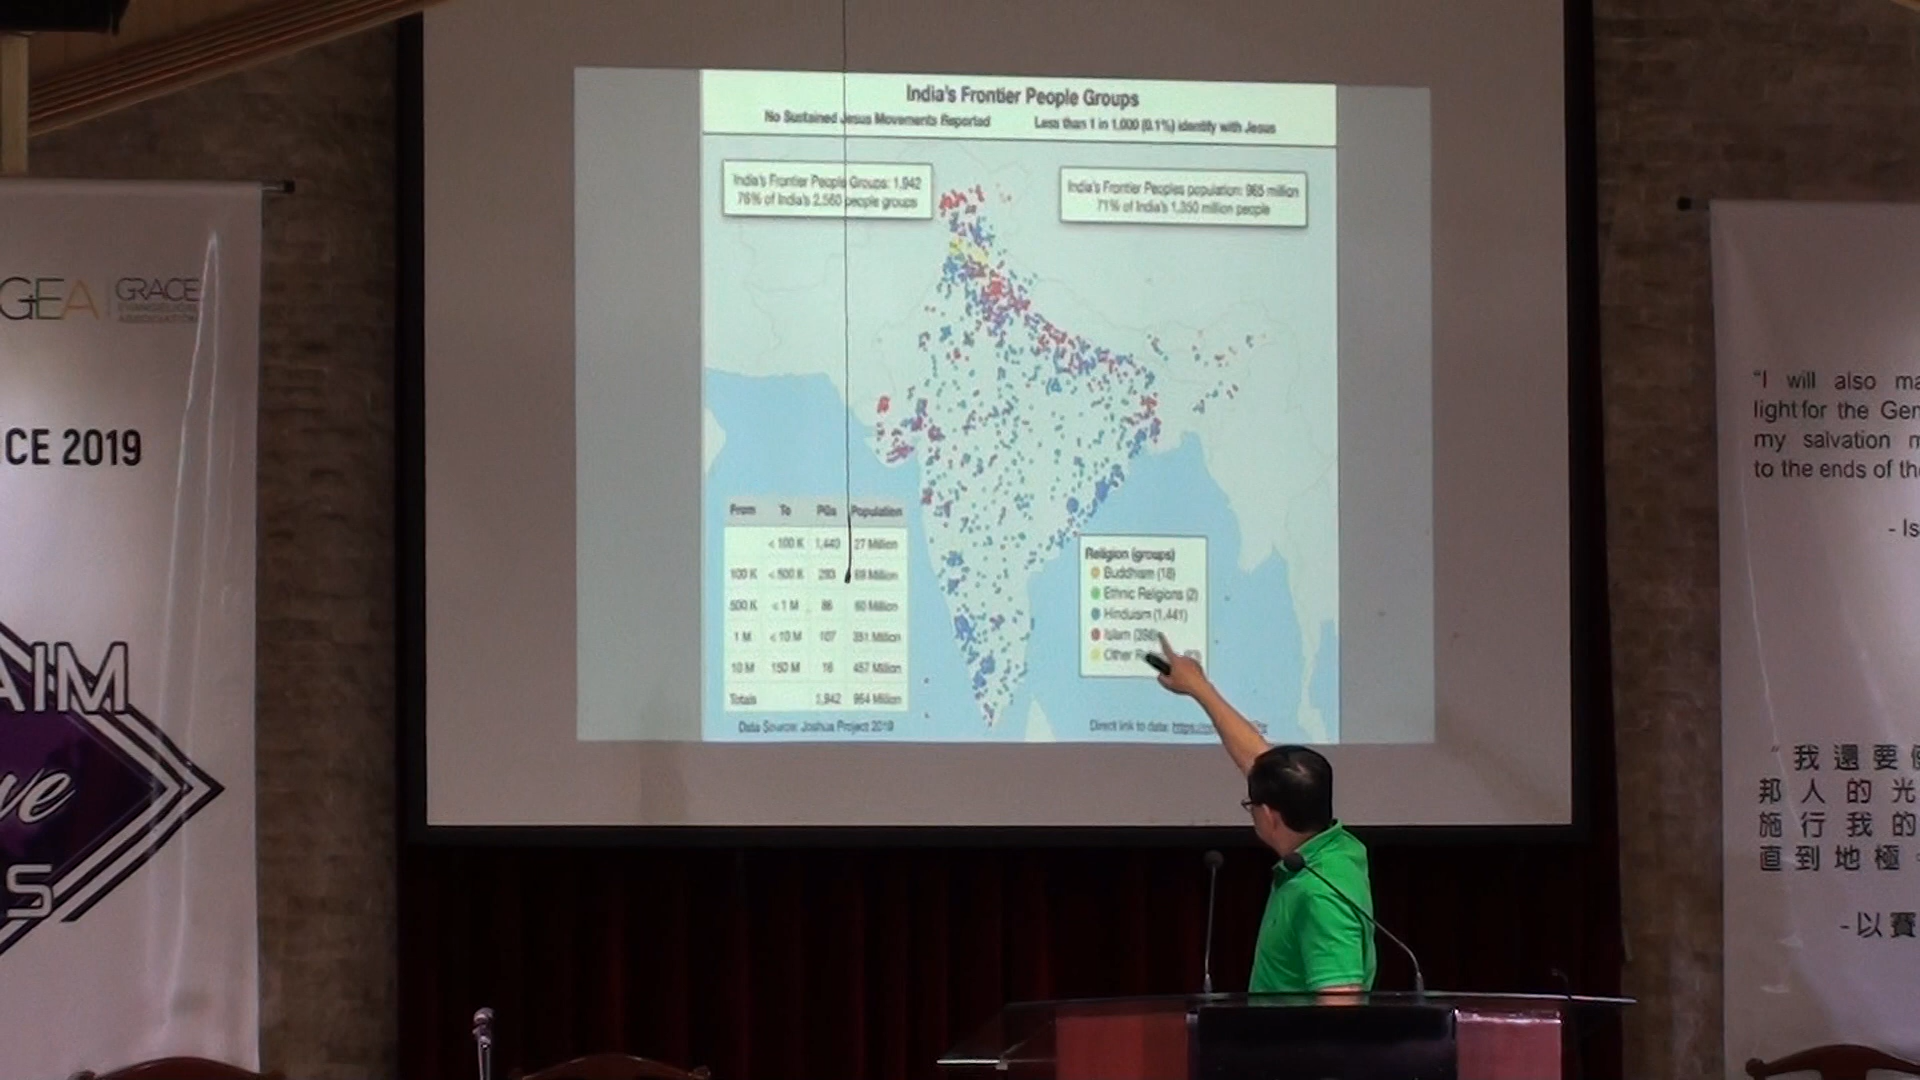 GEA
GRACE
EVANGELICAL
ASSOCIATION
CE 2019
AIM
ve
S
India's Frontier People Groups
No Sustained Jesus Movements Reported
Less than 1 in 1,000 (0.1%) identify with Jesus
India's Frontier People Groups: 1,942
76% of India's 2,560 people groups
India's Frontier Peoples population: 965 million
71% of India's 1,350 million people
From To PGs Population
< 100 K 1,440 27 Million
100 K < 500 K 293 69 Million
500 K < 1 M 86 60 Million
1 M < 10 M 107 351 Million
10 M 150 M 16 457 Million
Totals 1,942 964 Million
Data Source: Joshua Project 2019
Religion (groups)
Buddhism (18)
Ethnic Religions (2)
Hinduism (1,441)
Islam
Other
Direct link to data:
"I will also ma
light for the Gen
my salvation
to the ends of the
- Is
"我還要
邦人的光
施行我的
直到地極。
-以賽